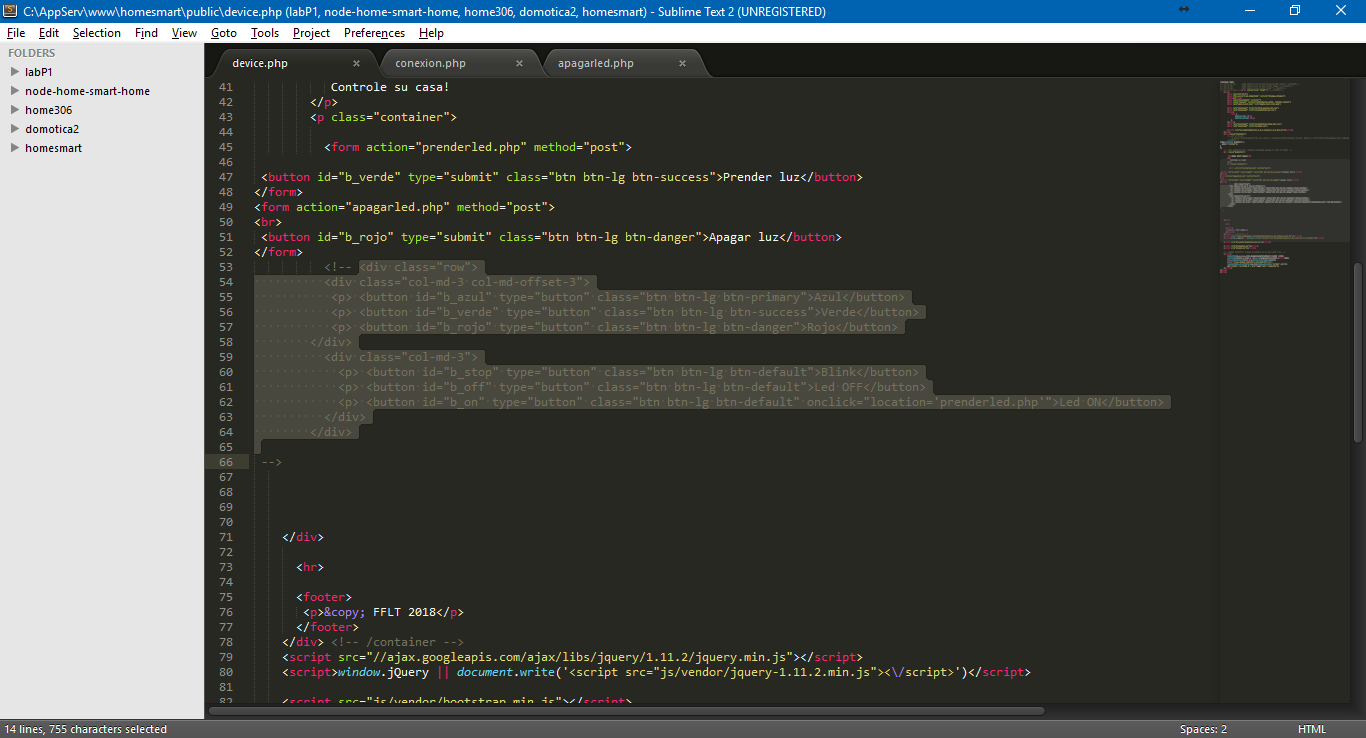 C:\AppServ\www\homesmart\public\device.php (labP1, node-home-smart-home, home306, domotica2, homesmart) - Sublime Text 2 (UNREGISTERED)
File Edit Selection Find View Goto Tools Project Preferences Help
FOLDERS
labP1
node-home-smart-home
home306
domotica2
homesmart
device.php × conexion.php × apagarled.php ×
41 Controle su casa!
42 </p>
43 <p class="container">
44
45 <form action="prenderled.php" method="post">
46
47 <button id="b_verde" type="submit" class="btn btn-lg btn-success">Prender luz</button>
48 </form>
49 <form action="apagarled.php" method="post">
50 <br>
51 <button id="b_rojo" type="submit" class="btn btn-lg btn-danger">Apagar luz</button>
52 </form>
53 <!-- <div class="row">
54 <div class="col-md-3 col-md-offset-3">
55 <p> <button id="b_azul" type="button" class="btn btn-lg btn-primary">Azul</button>
56 <p> <button id="b_verde" type="button" class="btn btn-lg btn-success">Verde</button>
57 <p> <button id="b_rojo" type="button" class="btn btn-lg btn-danger">Rojo</button>
58 </div>
59 <div class="col-md-3">
60 <p> <button id="b_stop" type="button" class="btn btn-lg btn-default">Blink</button>
61 <p> <button id="b_off" type="button" class="btn btn-lg btn-default">Led OFF</button>
62 <p> <button id="b_on" type="button" class="btn btn-lg btn-default" onclick="location='prenderled.php'">Led ON</button>
63 </div>
64 </div>
65
66 -->
67
68
69
70
71 </div>
72
73 <hr>
74
75 <footer>
76 <p>&copy; FFLT 2018</p>
77 </footer>
78 </div> <!-- /container -->
79 <script src="//ajax.googleapis.com/ajax/libs/jquery/1.11.2/jquery.min.js"></script>
80 <script>window.jQuery || document.write('<script src="js/vendor/jquery-1.11.2.min.js"><\/script>')</script>
81
82 <script src="js/vendor/bootstrap.min.js"></script>
14 lines, 755 characters selected
Spaces: 2 HTML